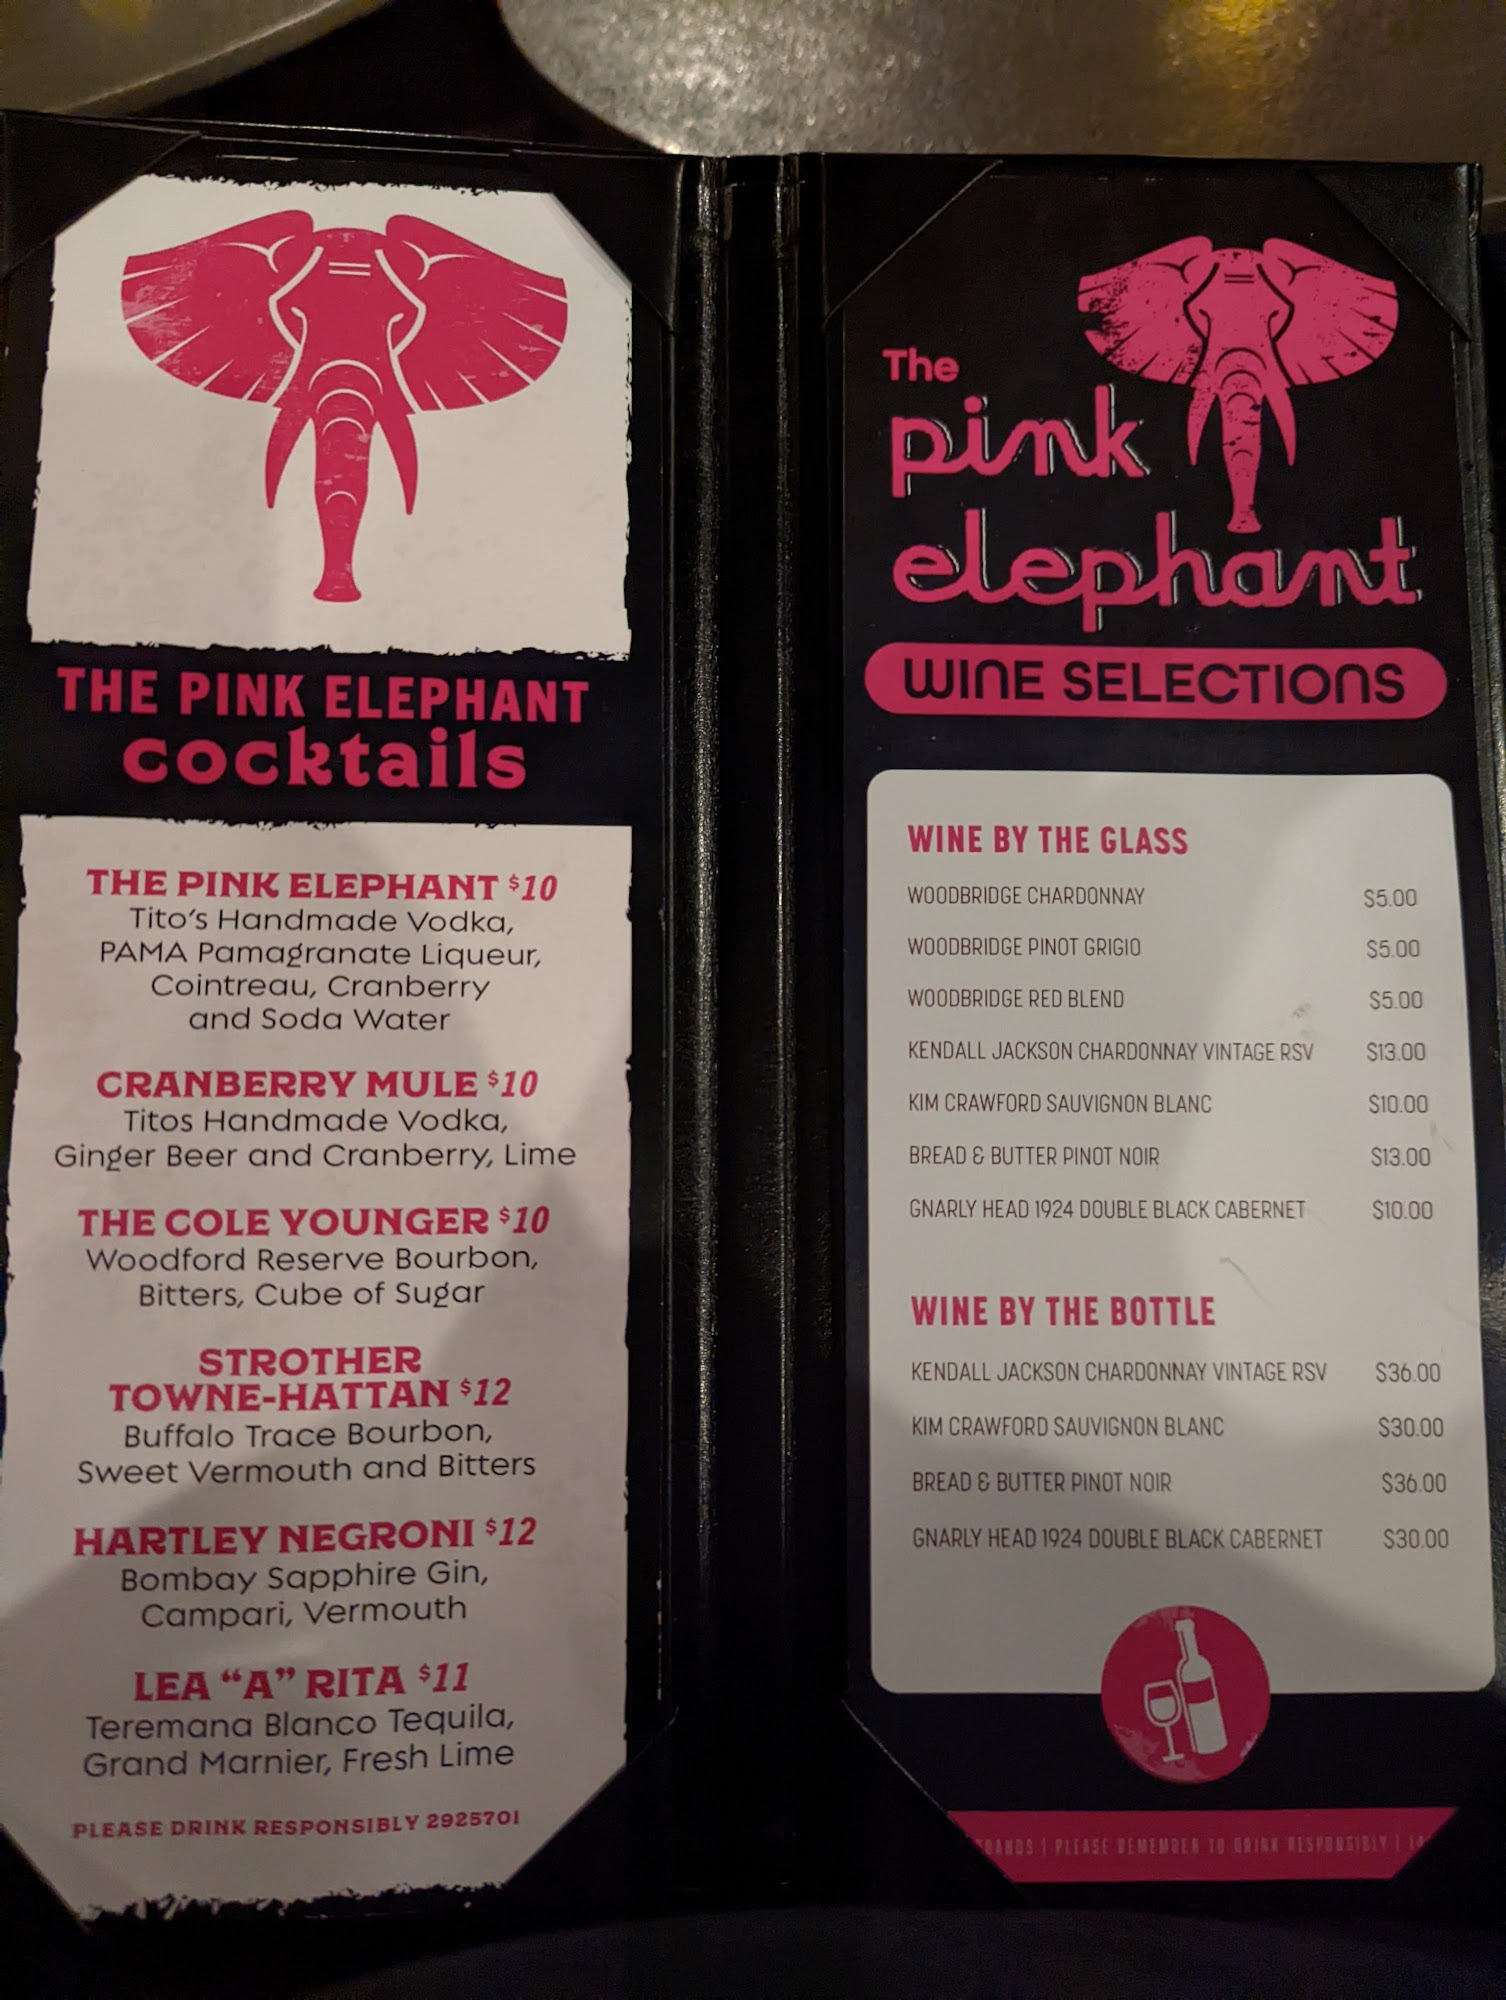 THE PINK ELEPHANT
cocktails
THE PINK ELEPHANT $10
Tito's Handmade Vodka,
PAMA Pamagranate Liqueur,
Cointreau, Cranberry
and Soda Water
CRANBERRY MULE $10
Titos Handmade Vodka,
Ginger Beer and Cranberry, Lime
THE COLE YOUNGER $10
Woodford Reserve Bourbon,
Bitters, Cube of Sugar
STROTHER
TOWNE-HATTAN $12
Buffalo Trace Bourbon,
Sweet Vermouth and Bitters
HARTLEY NEGRONI $12
Bombay Sapphire Gin,
Campari, Vermouth
LEA "A" RITA $11
Teremana Blanco Tequila,
Grand Marnier, Fresh Lime
PLEASE DRINK RESPONSIBLY 2925701
The
pink
elephant
WINE SELECTIONS
WINE BY THE GLASS
WOODBRIDGE CHARDONNAY $5.00
WOODBRIDGE PINOT GRIGIO $5.00
WOODBRIDGE RED BLEND $5.00
KENDALL JACKSON CHARDONNAY VINTAGE RSV $13.00
KIM CRAWFORD SAUVIGNON BLANC $10.00
BREAD & BUTTER PINOT NOIR $13.00
GNARLY HEAD 1924 DOUBLE BLACK CABERNET $10.00
WINE BY THE BOTTLE
KENDALL JACKSON CHARDONNAY VINTAGE RSV $36.00
KIM CRAWFORD SAUVIGNON BLANC $30.00
BREAD & BUTTER PINOT NOIR $36.00
GNARLY HEAD 1924 DOUBLE BLACK CABERNET $30.00
| PLEASE REMEMBER TO DRINK RESPONSIBLY |